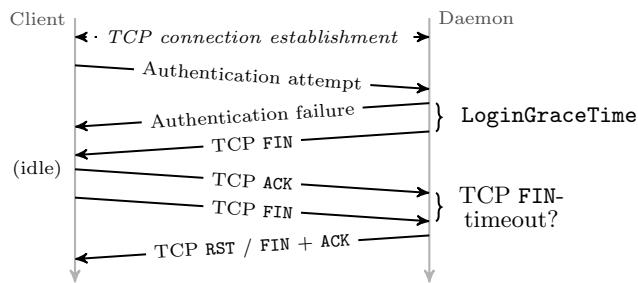 Client
Daemon
TCP connection establishment
Authentication attempt
Authentication failure
LoginGraceTime
TCP FIN
(idle)
TCP ACK
TCP FIN
TCP FIN-
timeout?
TCP RST / FIN + ACK